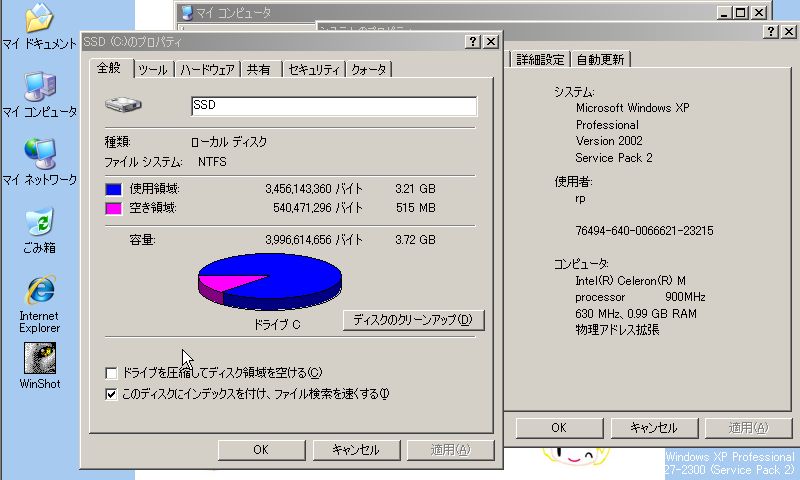 マイ ドキュメント
マイ コンピュータ
マイ ネットワーク
ごみ箱
Internet
Explorer
WinShot
マイ コンピュータ
SSD (C:)のプロパティ
全般
ツール
ハードウェア
共有
セキュリティ
クォータ
SSD
種類: ローカル ディスク
ファイル システム: NTFS
使用領域: 3,456,143,360 バイト 3.21 GB
空き領域: 540,471,296 バイト 515 MB
容量: 3,996,614,656 バイト 3.72 GB
ドライブ C
ディスクのクリーンアップ(D)
ドライブを圧縮してディスク領域を空ける(C)
このディスクにインデックスを付け、ファイル検索を速くする(I)
OK
キャンセル
適用(A)
詳細設定
自動更新
システム:
Microsoft Windows XP
Professional
Version 2002
Service Pack 2
使用者:
rp
76494-640-0066621-23215
コンピュータ:
Intel(R) Celeron(R) M
processor 900MHz
630 MHz、0.99 GB RAM
物理アドレス拡張
OK
キャンセル
適用(A)
Windows XP Professional
27-2300 (Service Pack 2)